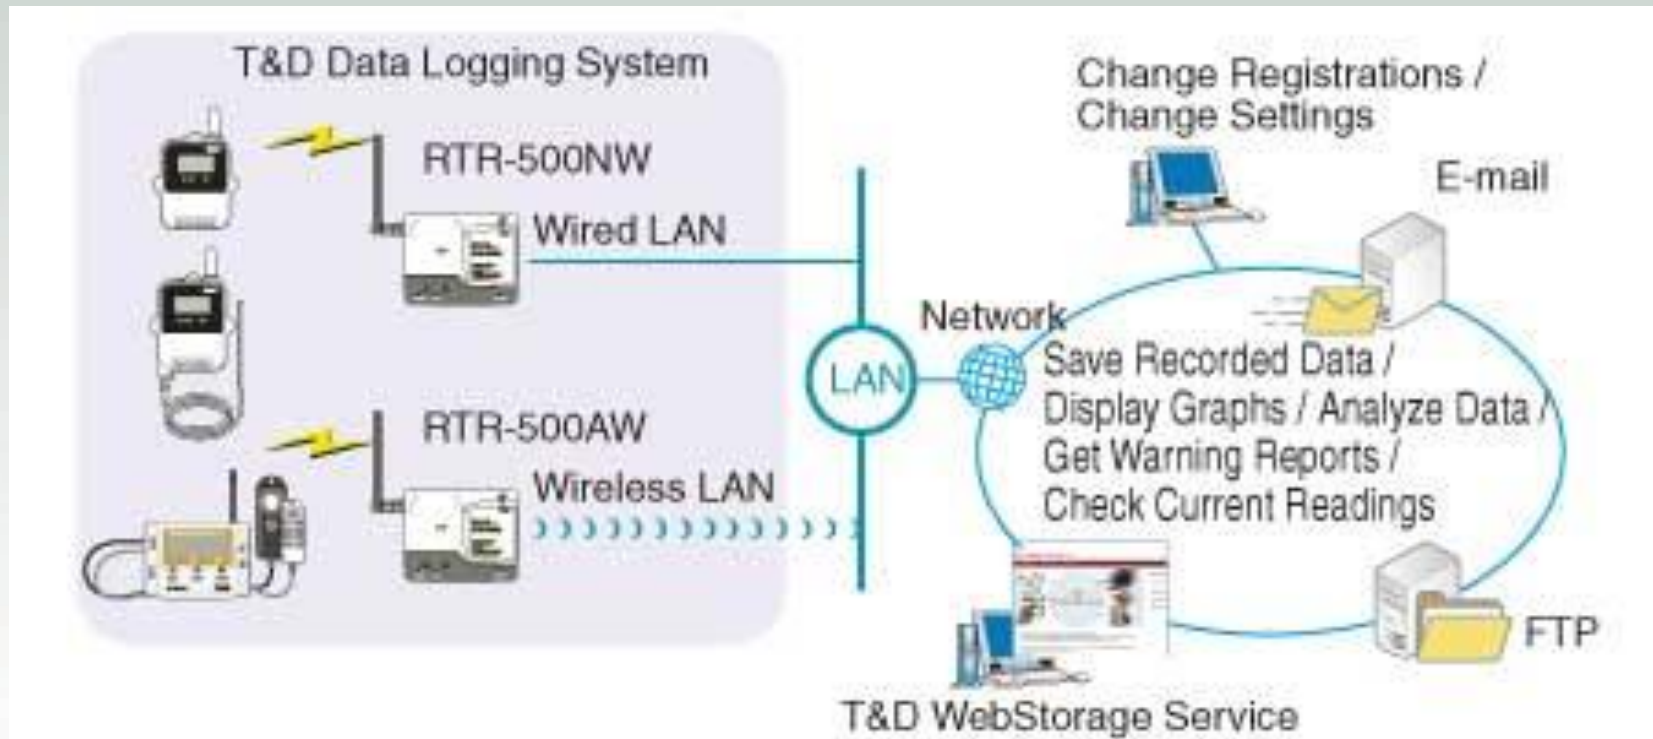 T&D Data Logging System
RTR-500NW
Wired LAN
RTR-500AW
Wireless LAN
LAN
Network
Change Registrations /
Change Settings
E-mail
Save Recorded Data /
Display Graphs / Analyze Data /
Get Warning Reports /
Check Current Readings
FTP
T&D WebStorage Service